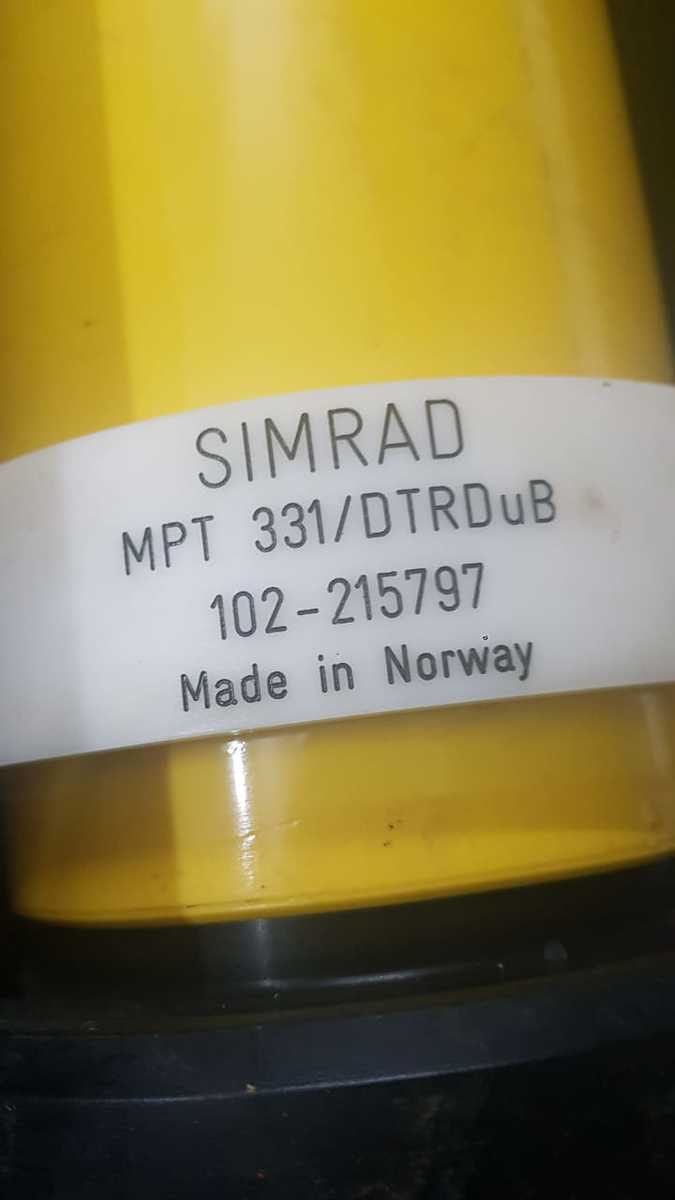 SIMRAD
MPT 331/DTRDuB
102-215797
Made in Norway